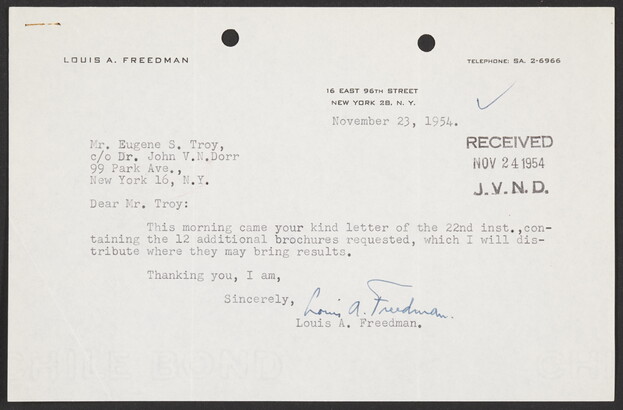 LOUIS A. FREEDMAN
TELEPHONE: SA. 2-6966
16 EAST 96TH STREET
NEW YORK 28, N. Y.
November 23, 1954.
RECEIVED
NOV 24 1954
J.V.N.D.
Mr. Eugene S. Troy,
c/o Dr. John V.N.Dorr
99 Park Ave.,
New York 16, N.Y.
Dear Mr. Troy:
This morning came your kind letter of the 22nd inst.,con-
taining the 12 additional brochures requested, which I will dis-
tribute where they may bring results.
Thanking you, I am,
Sincerely,
Louis A. Freedman.
Louis A. Freedman.